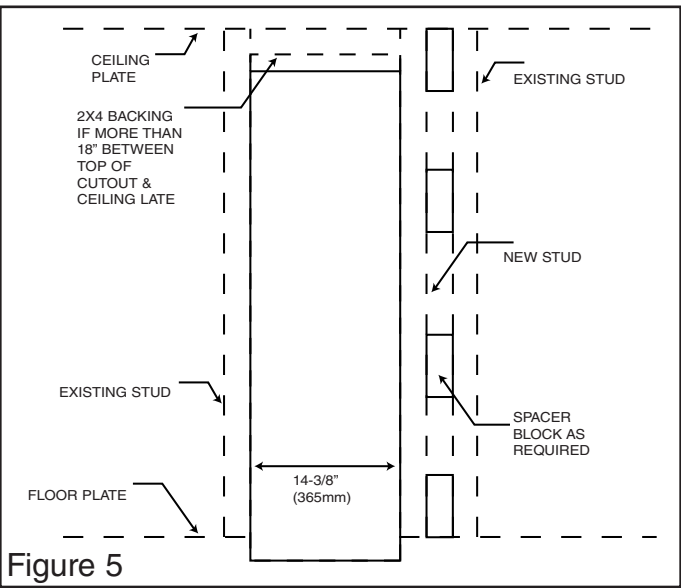 CEILING
PLATE
EXISTING STUD
2X4 BACKING
IF MORE THAN
18" BETWEEN
TOP OF
CUTOUT &
CEILING LATE
NEW STUD
EXISTING STUD
SPACER
BLOCK AS
REQUIRED
14-3/8"
(365mm)
FLOOR PLATE
Figure 5